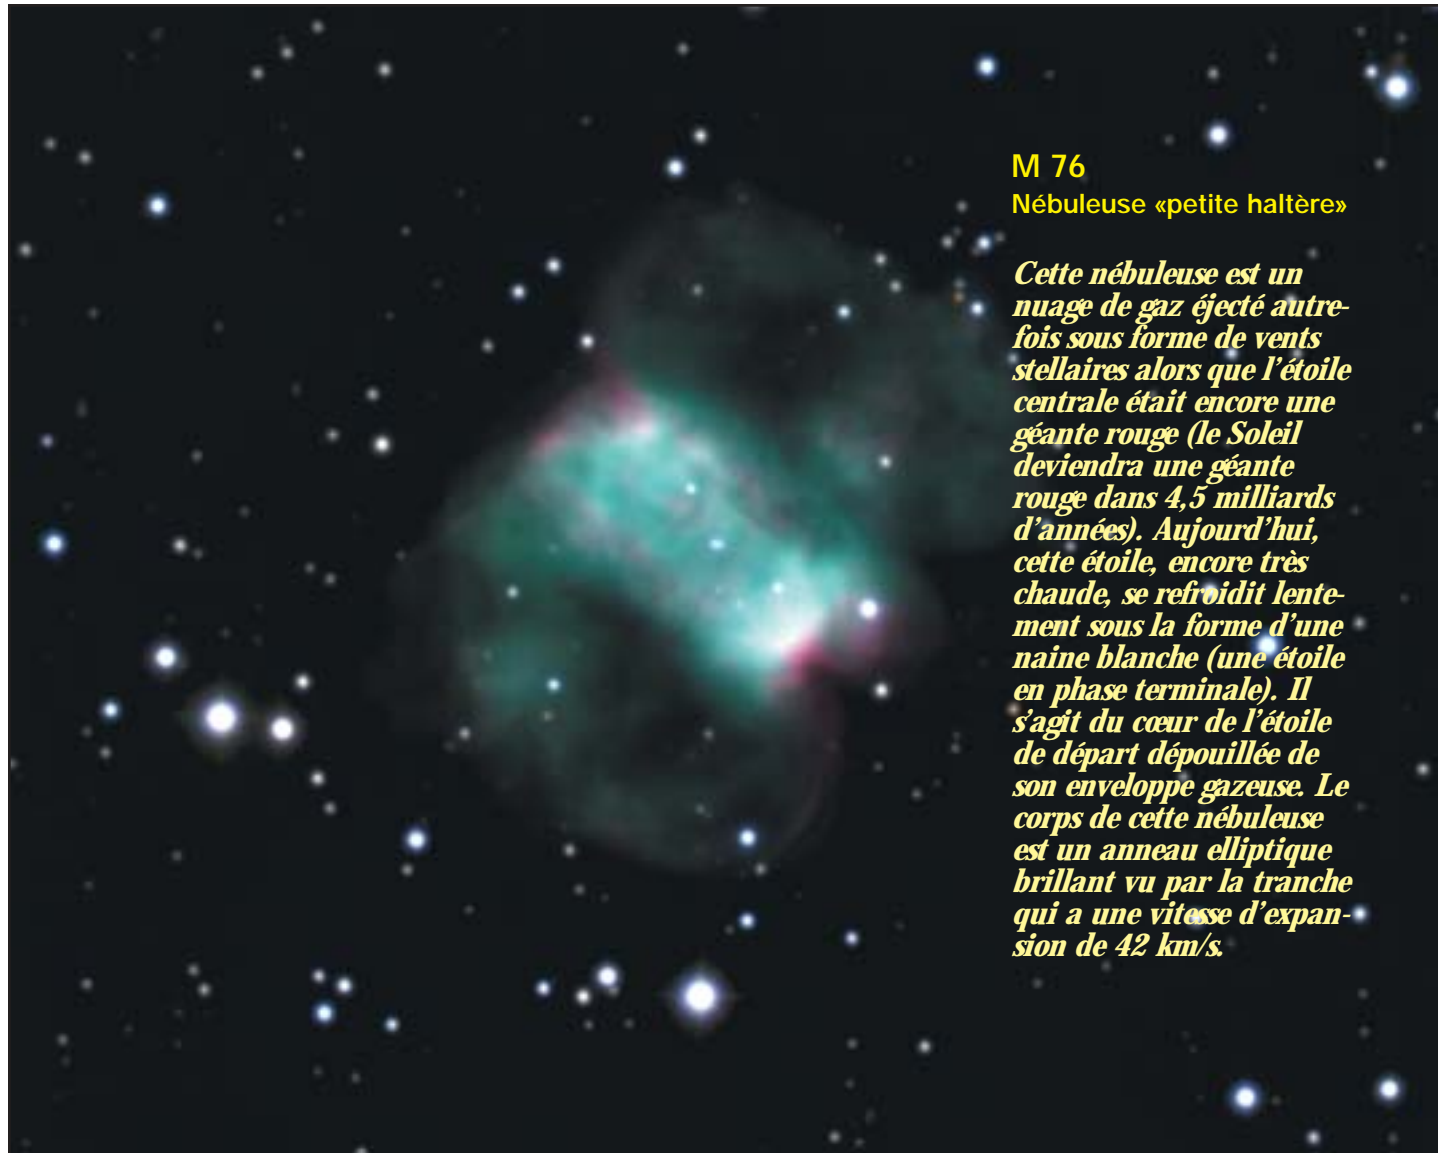 M 76
Nébuleuse «petite haltère»
Cette nébuleuse est un
nuage de gaz éjecté autre-
fois sous forme de vents
stellaires alors que l'étoile
centrale était encore une
géante rouge (le Soleil
deviendra une géante
rouge dans 4,5 milliards
d'années). Aujourd'hui,
cette étoile, encore très
chaude, se refroidit lente-
ment sous la forme d'une
naine blanche (une étoile
en phase terminale). Il
s'agit du cœur de l'étoile
de départ dépouillée de
son enveloppe gazeuse. Le
corps de cette nébuleuse
est un anneau elliptique
brillant vu par la tranche
qui a une vitesse d'expan-
sion de 42 km/s.